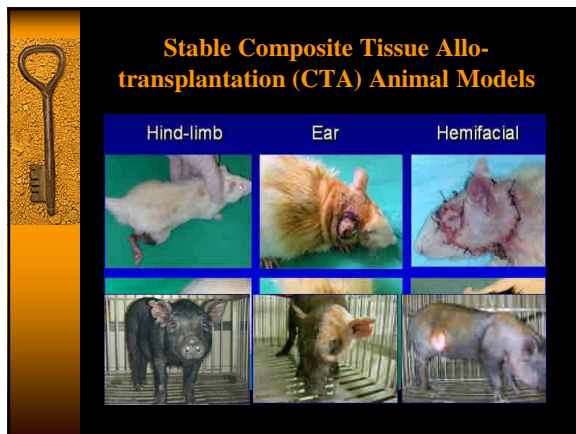 Stable Composite Tissue Allo-
transplantation (CTA) Animal Models
Hind-limb Ear Hemifacial